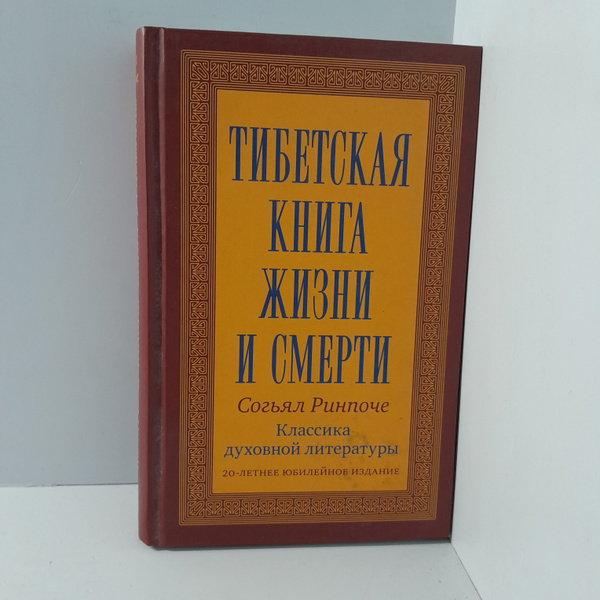 ТИБЕТСКАЯ
КНИГА
ЖИЗНИ
И СМЕРТИ
Согьял Ринпоче
Классика
духовной литературы
20-ЛЕТНЕЕ ЮБИЛЕЙНОЕ ИЗДАНИЕ